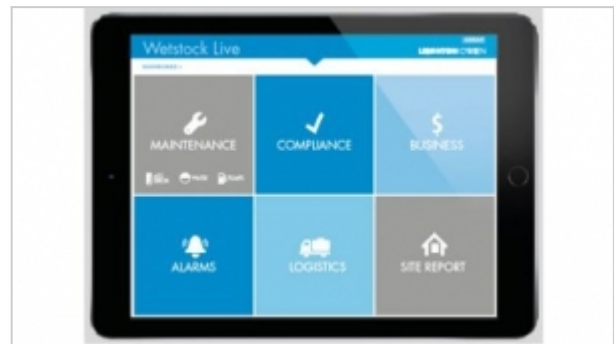 Wetstock Live
MAINTENANCE
COMPLIANCE
$
BUSINESS
ALARMS
LOGISTICS
SITE REPORT